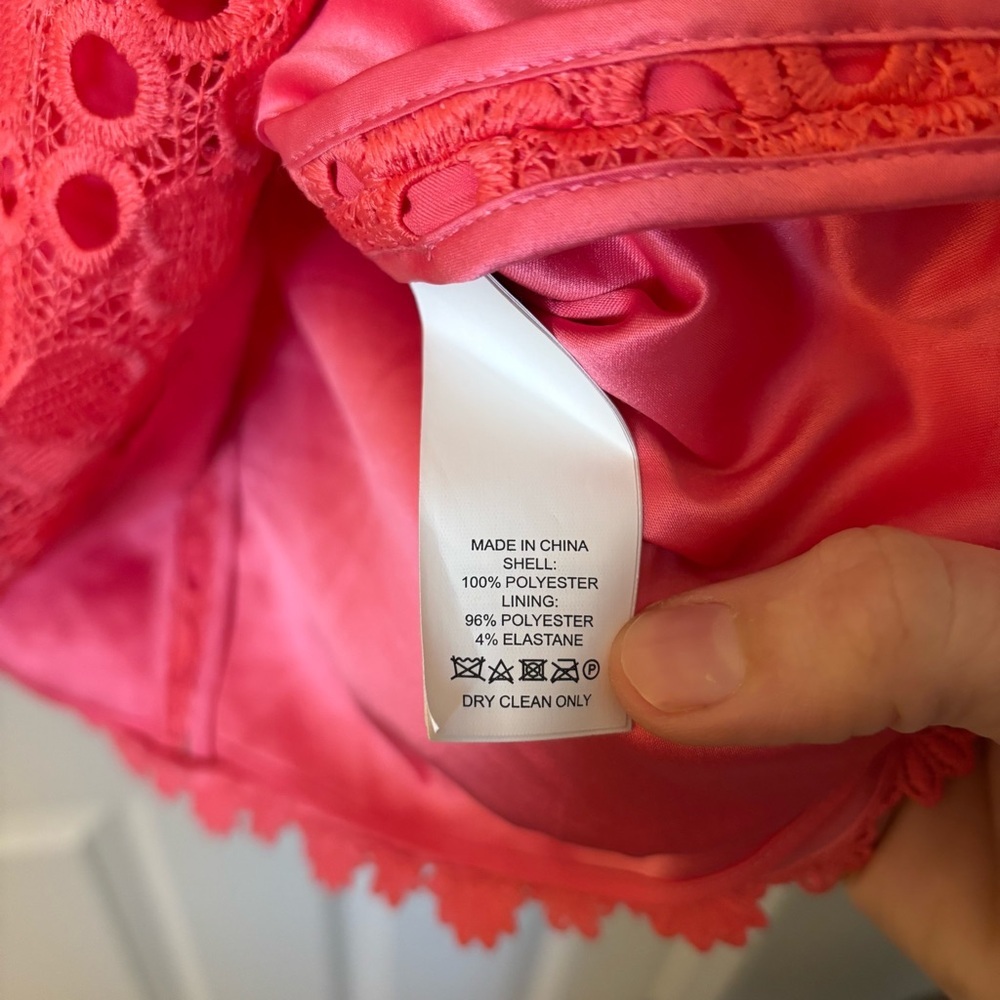 MADE IN CHINA
SHELL:
100% POLYESTER
LINING:
96% POLYESTER
4% ELASTANE
P
DRY CLEAN ONLY